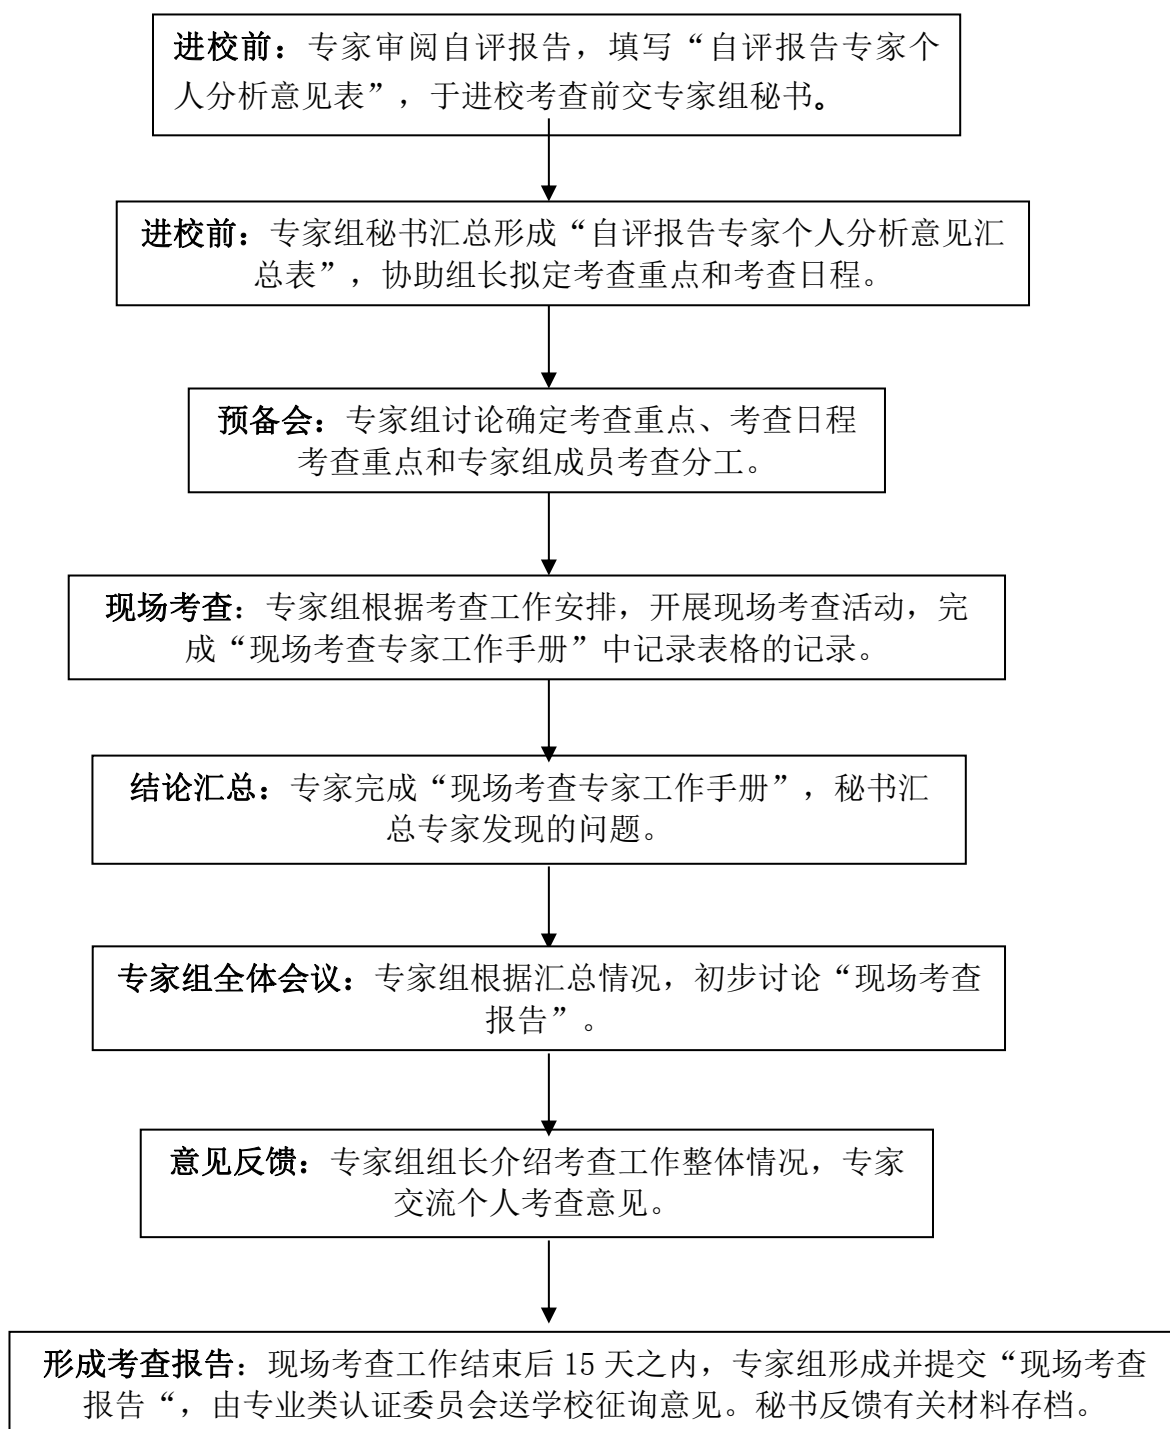 进校前：专家审阅自评报告，填写“自评报告专家个
人分析意见表”，于进校考查前交专家组秘书。
进校前：专家组秘书汇总形成“自评报告专家个人分析意见汇
总表”，协助组长拟定考查重点和考查日程。
预备会：专家组讨论确定考查重点、考查日程
考查重点和专家组成员考查分工。
现场考查：专家组根据考查工作安排，开展现场考查活动，完
成“现场考查专家工作手册”中记录表格的记录。
结论汇总：专家完成“现场考查专家工作手册”，秘书汇
总专家发现的问题。
专家组全体会议：专家组根据汇总情况，初步讨论“现场考查
报告”。
意见反馈：专家组组长介绍考查工作整体情况，专家
交流个人考查意见。
形成考查报告：现场考查工作结束后 15 天之内，专家组形成并提交“现场考查
报告“，由专业类认证委员会送学校征询意见。秘书反馈有关材料存档。